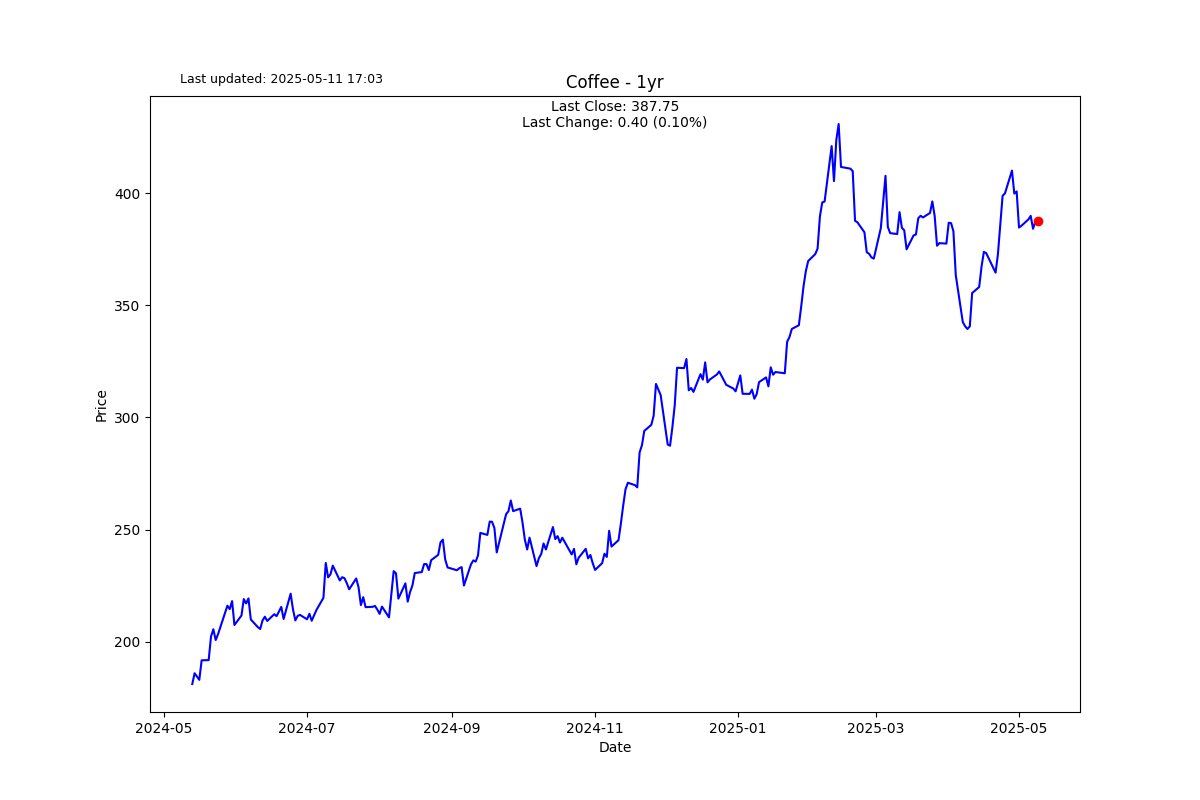 Last updated: 2025-05-11 17:03
Coffee - 1yr
Last Close: 387.75
Last Change: 0.40 (0.10%)
400
350
300
250
200
Price
2024-05 2024-07 2024-09 2024-11 2025-01 2025-03 2025-05
Date